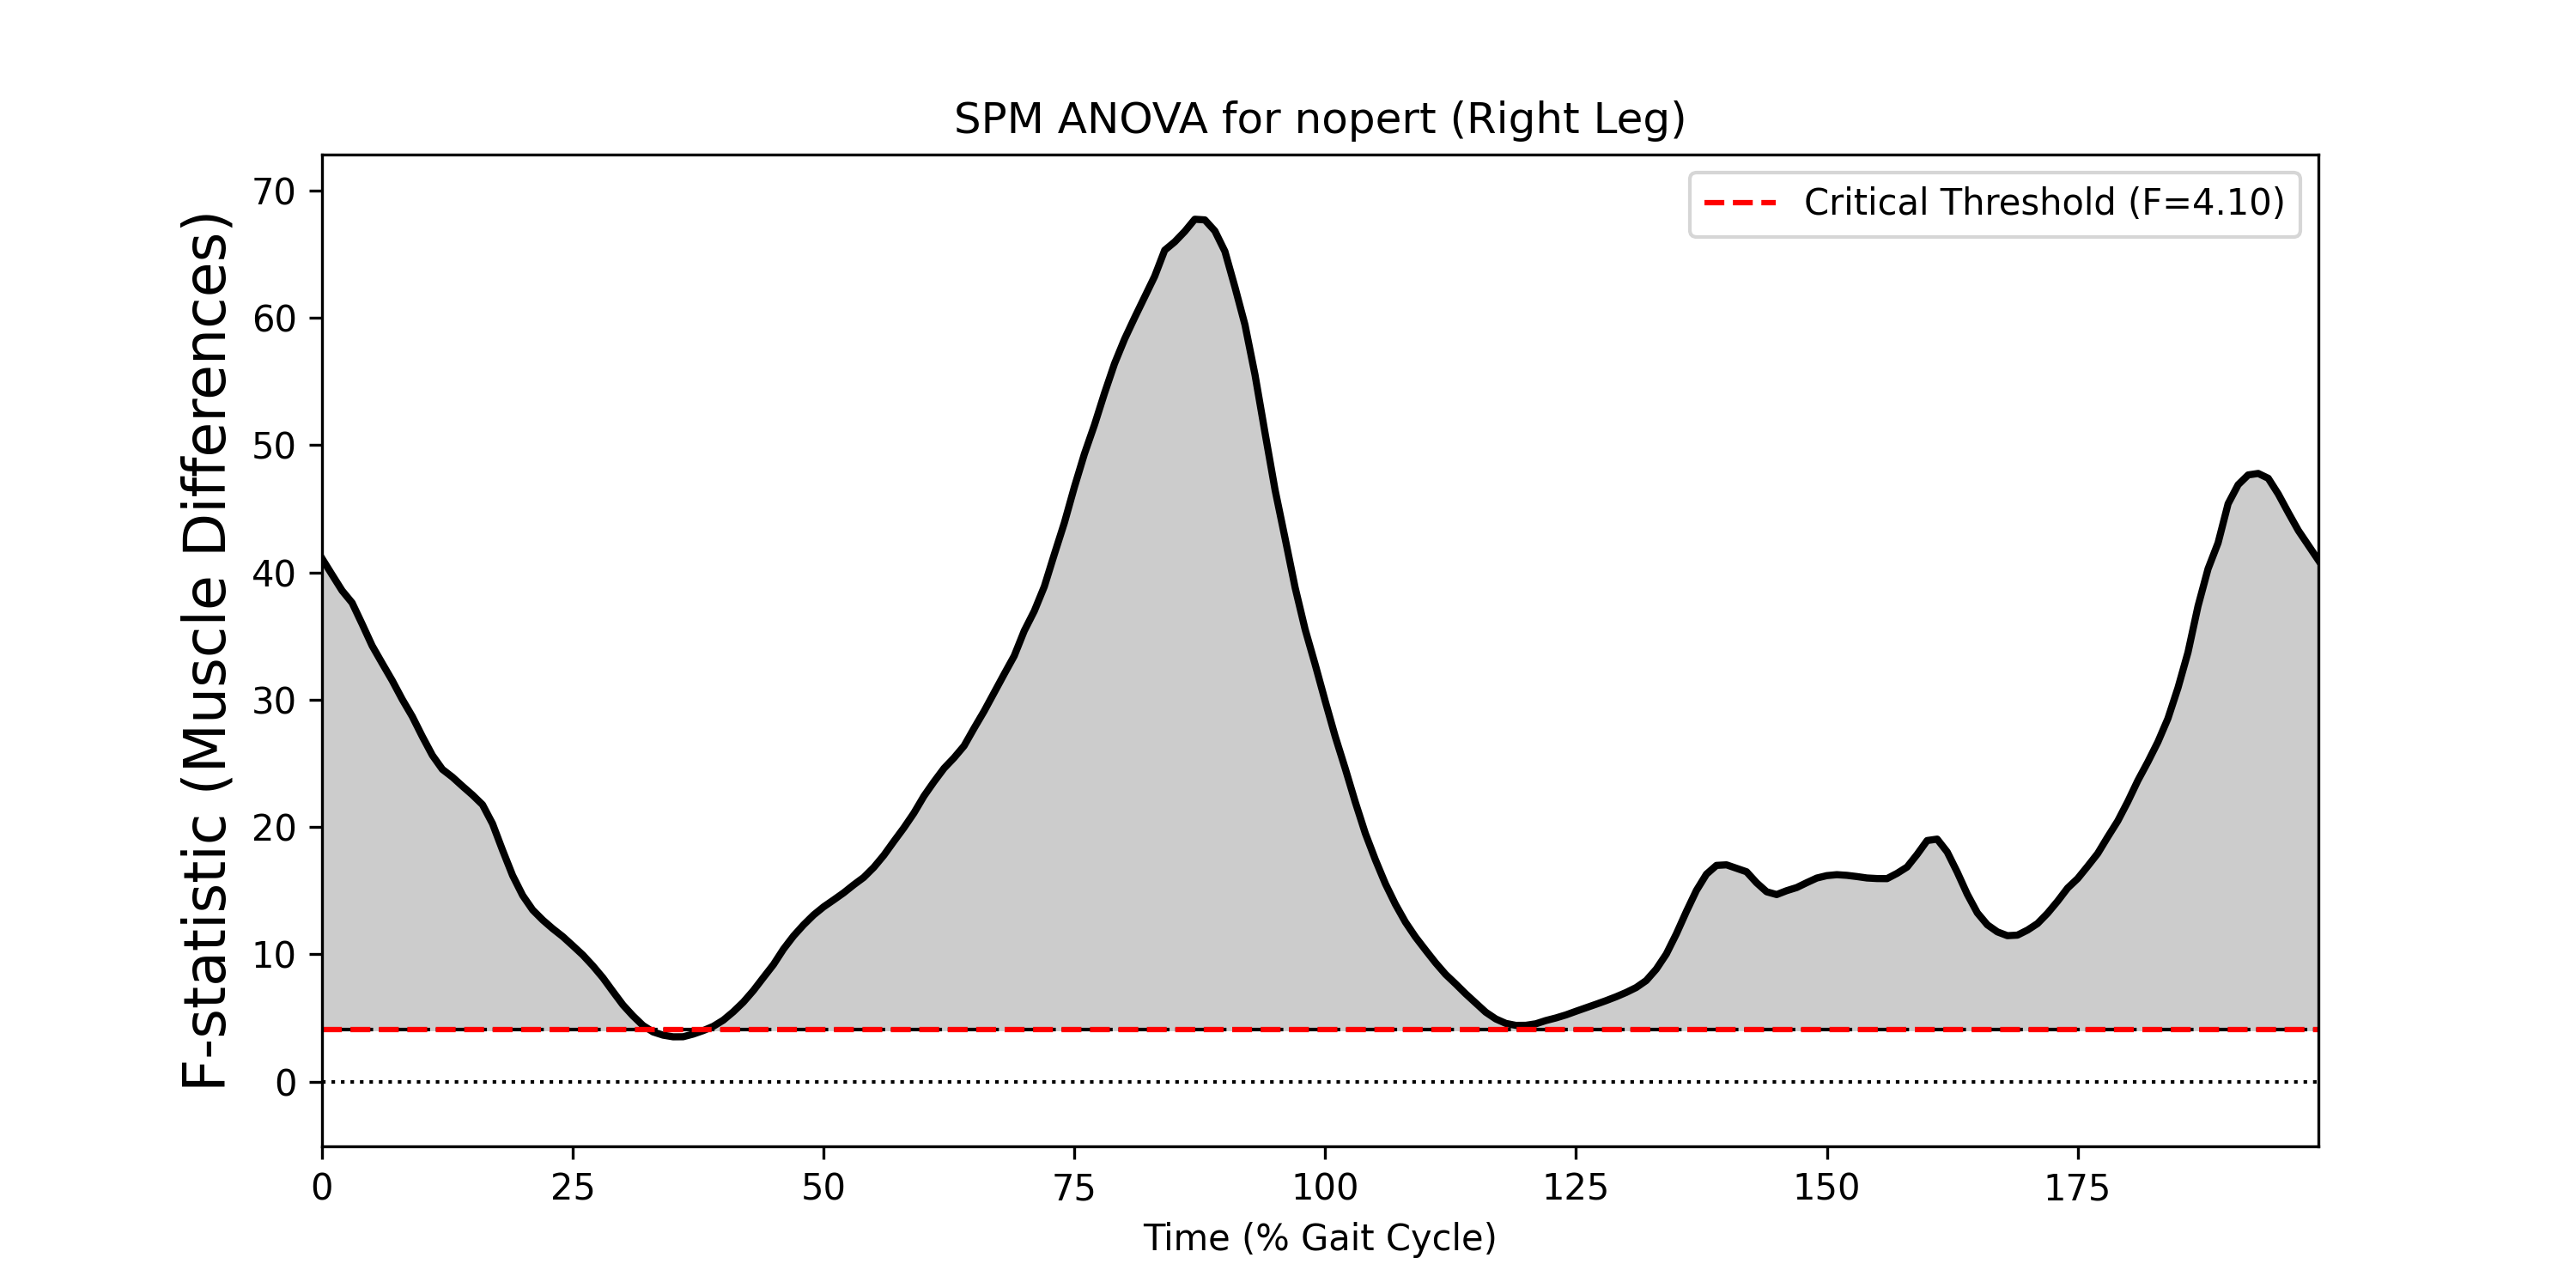 SPM ANOVA for nopert (Right Leg)
Critical Threshold (F=4.10)
F-statistic (Muscle Differences)
70
60
50
40
30
20
10
0
0 25 50 75 100 125 150 175
Time (% Gait Cycle)